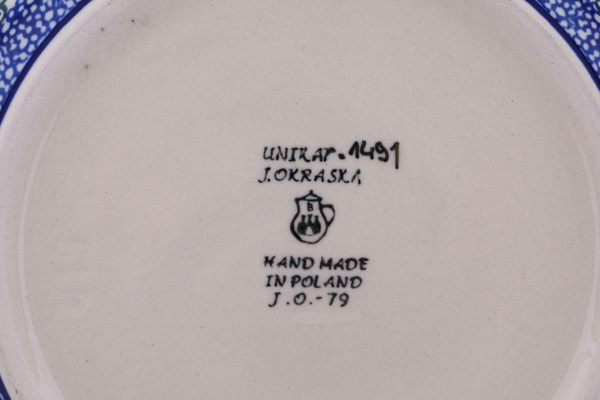 UNIKAT.1491
J.OKRASKA
B
HAND MADE
IN POLAND
J.O.-79